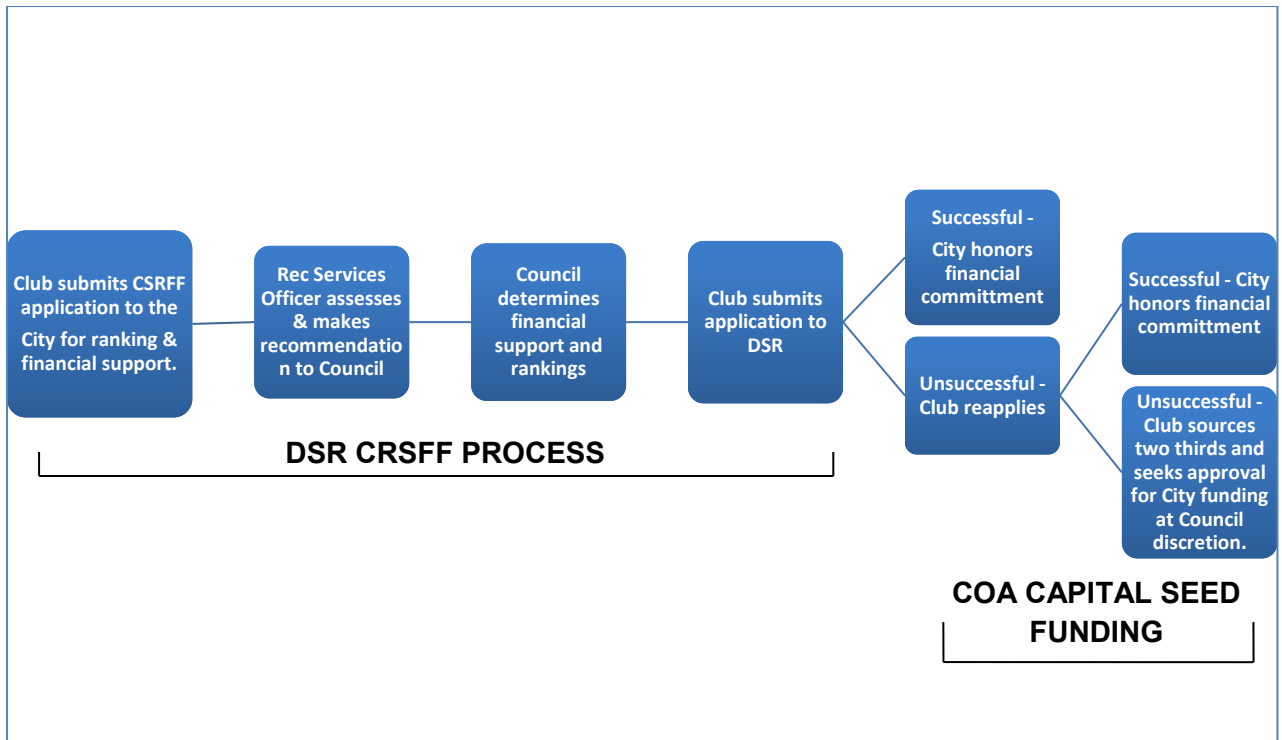 Club submits CSRFF
application to the
City for ranking &
financial support.
Rec Services
Officer assesses
& makes
recommendatio
n to Council
Council
determines
financial
support and
rankings
Club submits
application to
DSR
Successful -
City honors
financial
committment
Unsuccessful -
Club reapplies
Successful - City
honors financial
committment
Unsuccessful -
Club sources
two thirds and
seeks approval
for City funding
at Council
discretion.
DSR CRSFF PROCESS
COA CAPITAL SEED
FUNDING